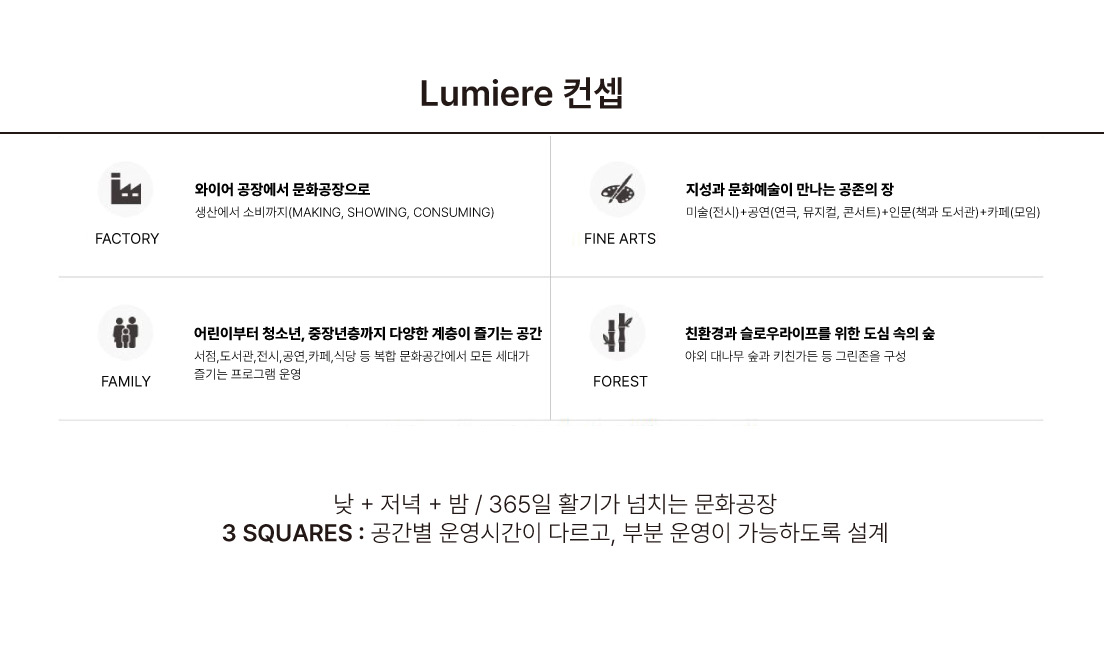 Lumiere 컨셉
와이어 공장에서 문화공장으로
생산에서 소비까지(MAKING, SHOWING, CONSUMING)
FACTORY
지성과 문화예술이 만나는 공존의 장
미술(전시)+공연(연극, 뮤지컬, 콘서트)+인문(책과 도서관)+카페(모임)
FINE ARTS
어린이부터 청소년, 중장년층까지 다양한 계층이 즐기는 공간
서점,도서관,전시,공연,카페,식당 등 복합 문화공간에서 모든 세대가
즐기는 프로그램 운영
FAMILY
친환경과 슬로우라이프를 위한 도심 속의 숲
야외 대나무 숲과 키친가든 등 그린존을 구성
FOREST
낮 + 저녁 + 밤 / 365일 활기가 넘치는 문화공장
3 SQUARES : 공간별 운영시간이 다르고, 부분 운영이 가능하도록 설계